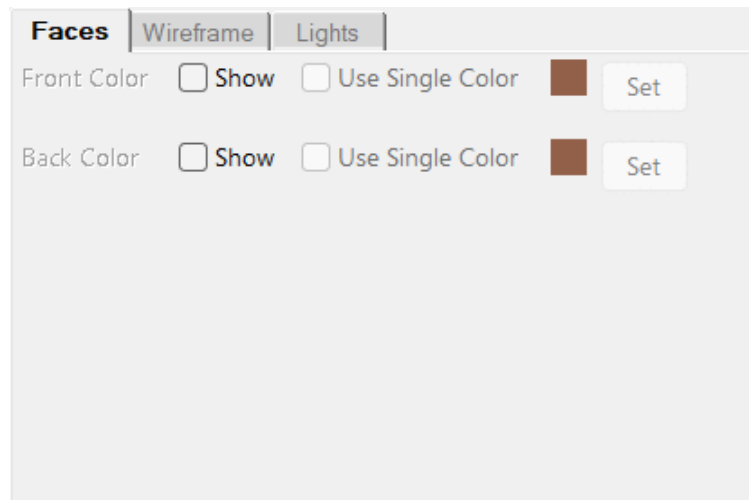 Faces Wireframe Lights
Front Color Show Use Single Color Set
Back Color Show Use Single Color Set